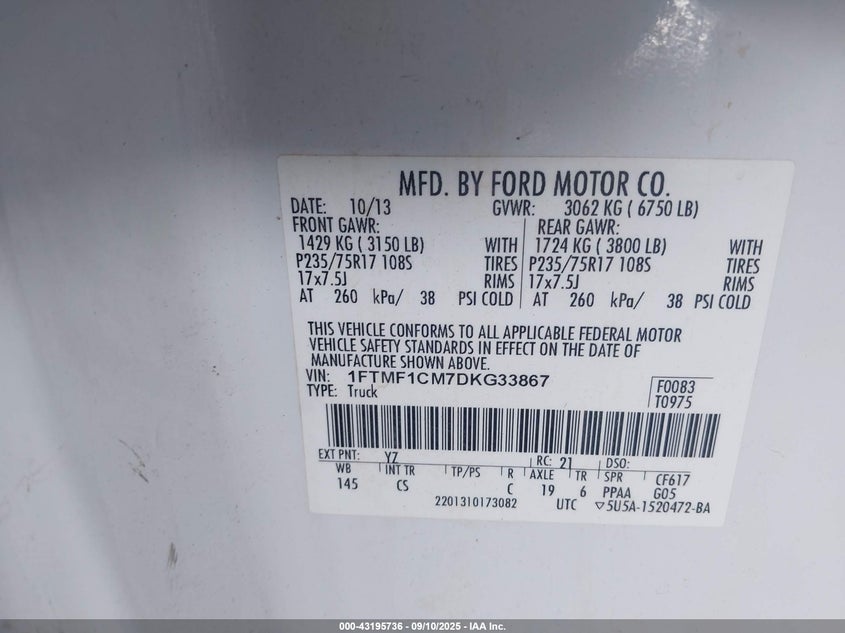 MFD. BY FORD MOTOR CO.
DATE: 10/13 GVWR: 3062 KG ( 6750 LB)
FRONT GAWR: REAR GAWR:
1429 KG ( 3150 LB) WITH 1724 KG ( 3800 LB) WITH
P235/75R17 108S TIRES P235/75R17 108S TIRES
17x7.5J RIMS 17x7.5J RIMS
AT 260 kPa/ 38 PSI COLD AT 260 kPa/ 38 PSI COLD
THIS VEHICLE CONFORMS TO ALL APPLICABLE FEDERAL MOTOR
VEHICLE SAFETY STANDARDS IN EFFECT ON THE DATE OF
MANUFACTURE SHOWN ABOVE.
VIN: 1FTMF1CM7DKG33867 F0083
TYPE: Truck T0975
EXT PNT: YZ RC: 21 DSO:
WB INT TR TP/PS R AXLE TR SPR CF617
145 CS C 19 6 PPAA G05
2201310173082 UTC ▽5U5A-1520472-BA
000-43195736 - 09/10/2025 - IAA Inc.